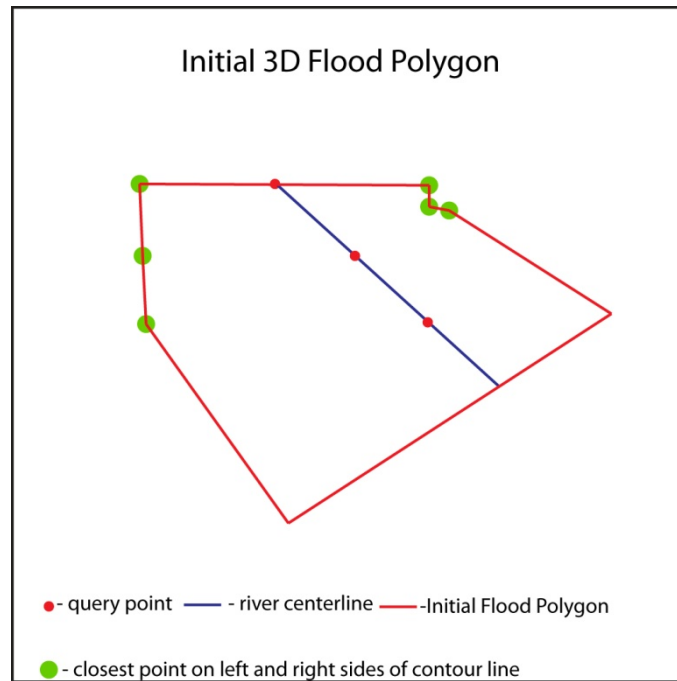 Initial 3D Flood Polygon
- query point - river centerline -Initial Flood Polygon
- closest point on left and right sides of contour line